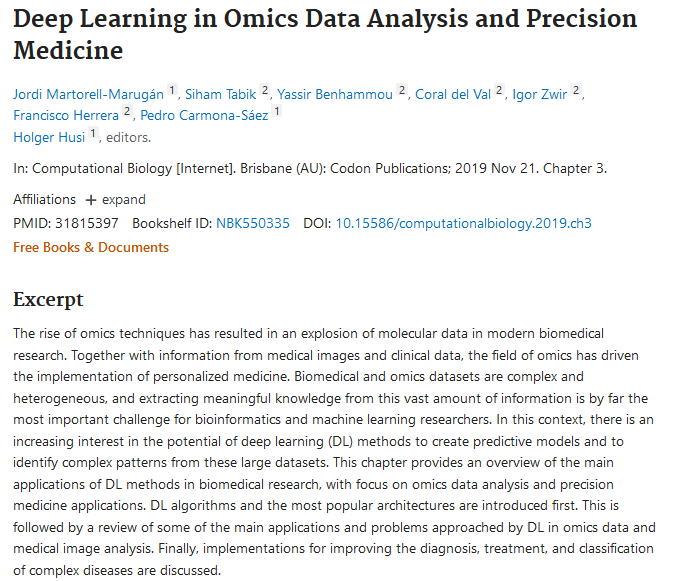 Deep Learning in Omics Data Analysis and Precision
Medicine
Jordi Martorell-Marugán 1, Siham Tabik 2, Yassir Benhammou 2, Coral del Val 2, Igor Zwir 2,
Francisco Herrera 2, Pedro Carmona-Sáez 1
Holger Husi 1, editors.
In: Computational Biology [Internet]. Brisbane (AU): Codon Publications; 2019 Nov 21. Chapter 3.
Affiliations + expand
PMID: 31815397 Bookshelf ID: NBK550335 DOI: 10.15586/computationalbiology.2019.ch3
Free Books & Documents
Excerpt
The rise of omics techniques has resulted in an explosion of molecular data in modern biomedical
research. Together with information from medical images and clinical data, the field of omics has driven
the implementation of personalized medicine. Biomedical and omics datasets are complex and
heterogeneous, and extracting meaningful knowledge from this vast amount of information is by far the
most important challenge for bioinformatics and machine learning researchers. In this context, there is an
increasing interest in the potential of deep learning (DL) methods to create predictive models and to
identify complex patterns from these large datasets. This chapter provides an overview of the main
applications of DL methods in biomedical research, with focus on omics data analysis and precision
medicine applications. DL algorithms and the most popular architectures are introduced first. This is
followed by a review of some of the main applications and problems approached by DL in omics data and
medical image analysis. Finally, implementations for improving the diagnosis, treatment, and classification
of complex diseases are discussed.